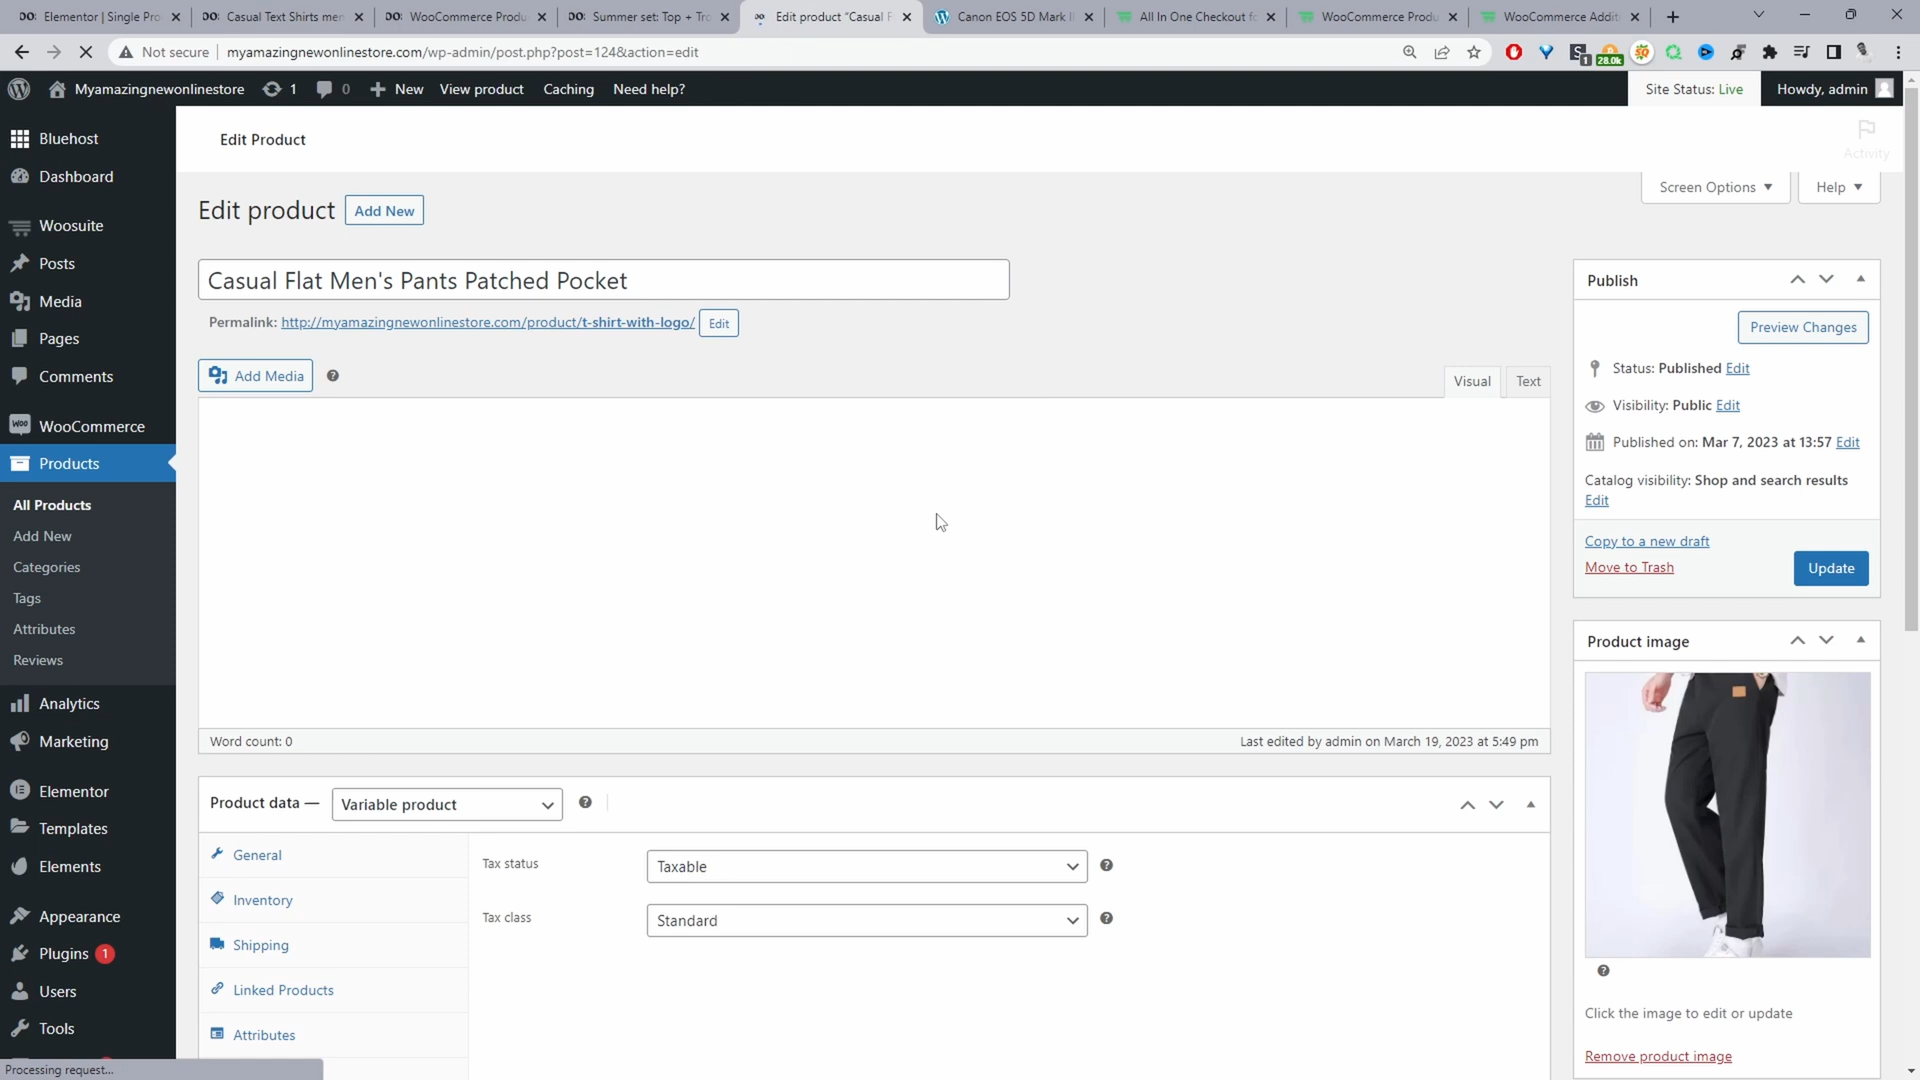 Elementor | Single Pro
Casual Text Shirts men
WooCommerce Produ
Summer set: Top + Tro
Edit product "Casual F
Canon EOS 5D Mark II
All In One Checkout fo
WooCommerce Produ
WooCommerce Addit
Not secure
myamazingnewonlinestore.com/wp-admin/post.php?post=124&action=edit
1
28.0k
Myamazingnewonlinestore
1
0
New
View product
Caching
Need help?
Site Status: Live
Howdy, admin
Bluehost
Dashboard
Woosuite
Posts
Media
Pages
Comments
WooCommerce
Products
All Products
Add New
Categories
Tags
Attributes
Reviews
Analytics
Marketing
Elementor
Templates
Elements
Appearance
Plugins 1
Users
Tools
Processing request...
Edit Product
Activity
Screen Options
Help
Edit product
Add New
Casual Flat Men's Pants Patched Pocket
Permalink: http://myamazingnewonlinestore.com/product/t-shirt-with-logo/ Edit
Add Media
Visual
Text
Word count: 0
Last edited by admin on March 19, 2023 at 5:49 pm
Product data —
Variable product
General
Inventory
Shipping
Linked Products
Attributes
Tax status
Taxable
Tax class
Standard
Publish
Preview Changes
Status: Published Edit
Visibility: Public Edit
Published on: Mar 7, 2023 at 13:57 Edit
Catalog visibility: Shop and search results
Edit
Copy to a new draft
Move to Trash
Update
Product image
Click the image to edit or update
Remove product image